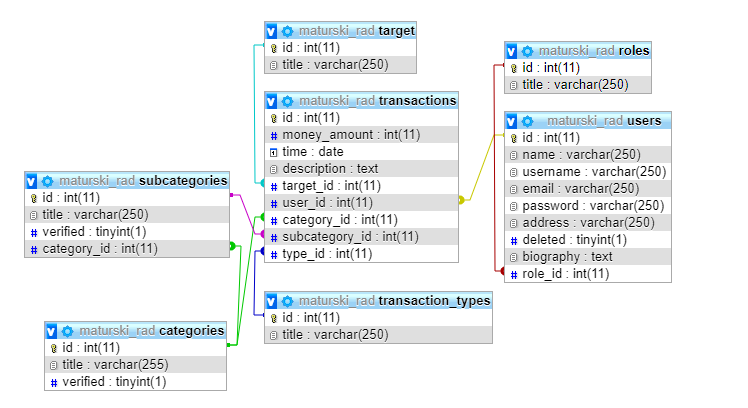 maturski_rad target
id : int(11)
title : varchar(250)
maturski_rad transactions
id : int(11)
money_amount : int(11)
time : date
description : text
target_id : int(11)
user_id : int(11)
category_id : int(11)
subcategory_id : int(11)
type_id : int(11)
maturski_rad roles
id : int(11)
title : varchar(250)
maturski_rad users
id : int(11)
name : varchar(250)
username : varchar(250)
email : varchar(250)
password : varchar(250)
address : varchar(250)
deleted : tinyint(1)
biography : text
role_id : int(11)
maturski_rad subcategories
id : int(11)
title : varchar(250)
verified : tinyint(1)
category_id : int(11)
maturski_rad transaction_types
id : int(11)
title : varchar(250)
maturski_rad categories
id : int(11)
title : varchar(255)
verified : tinyint(1)